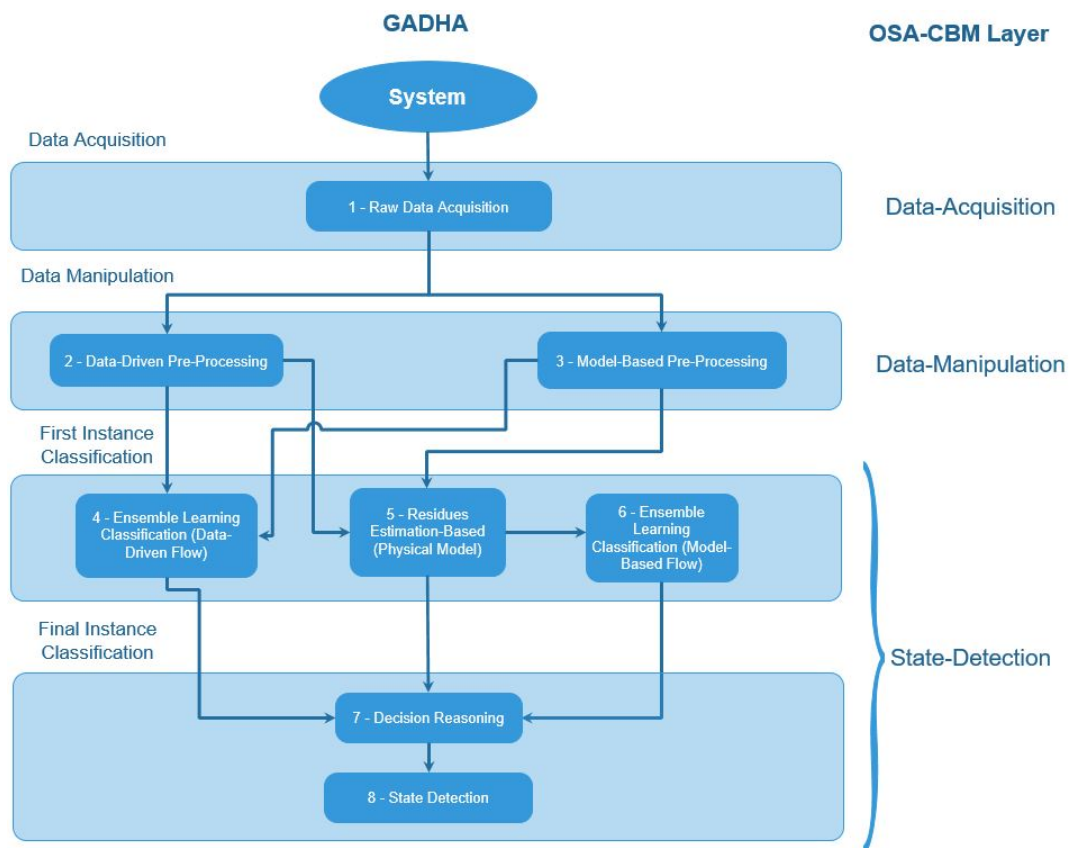 GADHA
OSA-CBM Layer
System
Data Acquisition
1 - Raw Data Acquisition
Data-Acquisition
Data Manipulation
2 - Data-Driven Pre-Processing
3 - Model-Based Pre-Processing
Data-Manipulation
First Instance
Classification
4 - Ensemble Learning
Classification (Data-
Driven Flow)
5 - Residues
Estimation-Based
(Physical Model)
6 - Ensemble
Learning
Classification (Model-
Based Flow)
Final Instance
Classification
State-Detection
7 - Decision Reasoning
8 - State Detection